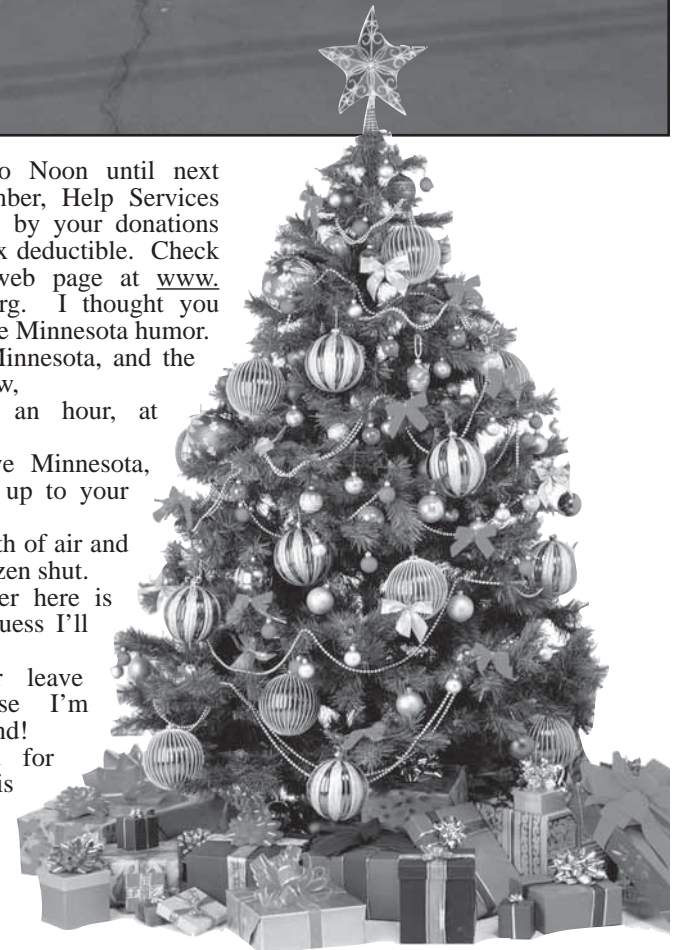 o Noon until next
nber, Help Services
by your donations
x deductible. Check
web page at www.
rg. I thought you
e Minnesota humor.
Minnesota, and the
w,
an hour, at
ve Minnesota,
up to your
th of air and
zen shut.
er here is
uess I'll
r leave
se I'm
nd!
for
is